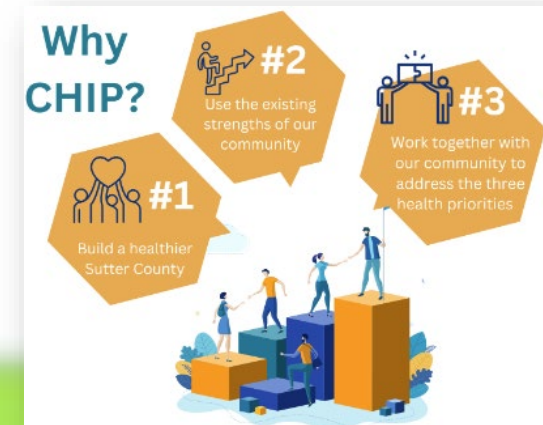 Why
CHIP?
#1
Build a healthier
Sutter County
#2
Use the existing
strengths of our
community
#3
Work together with
our community to
address the three
health priorities